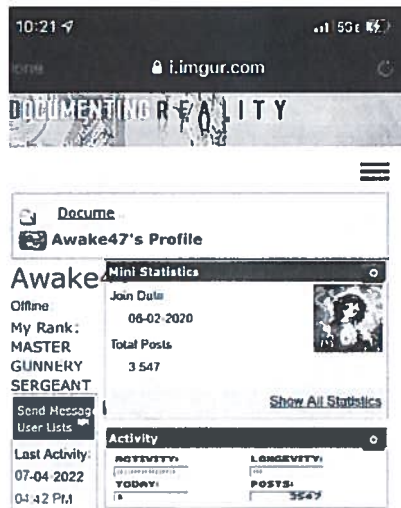 10:21
5GE
i.imgur.com
DOCUMENTING REALITY
Docume
Awake47's Profile
Awake4
Offline
My Rank:
MASTER
GUNNERY
SERGEANT
Send Message
User Lists
Last Activity:
07-04-2022
04:42 PM
Mini Statistics
Join Date
06-02-2020
Total Posts
3 547
Show All Statistics
Activity
ACTIVITY:
LONGEVITY:
TODAY:
POSTS:
3547